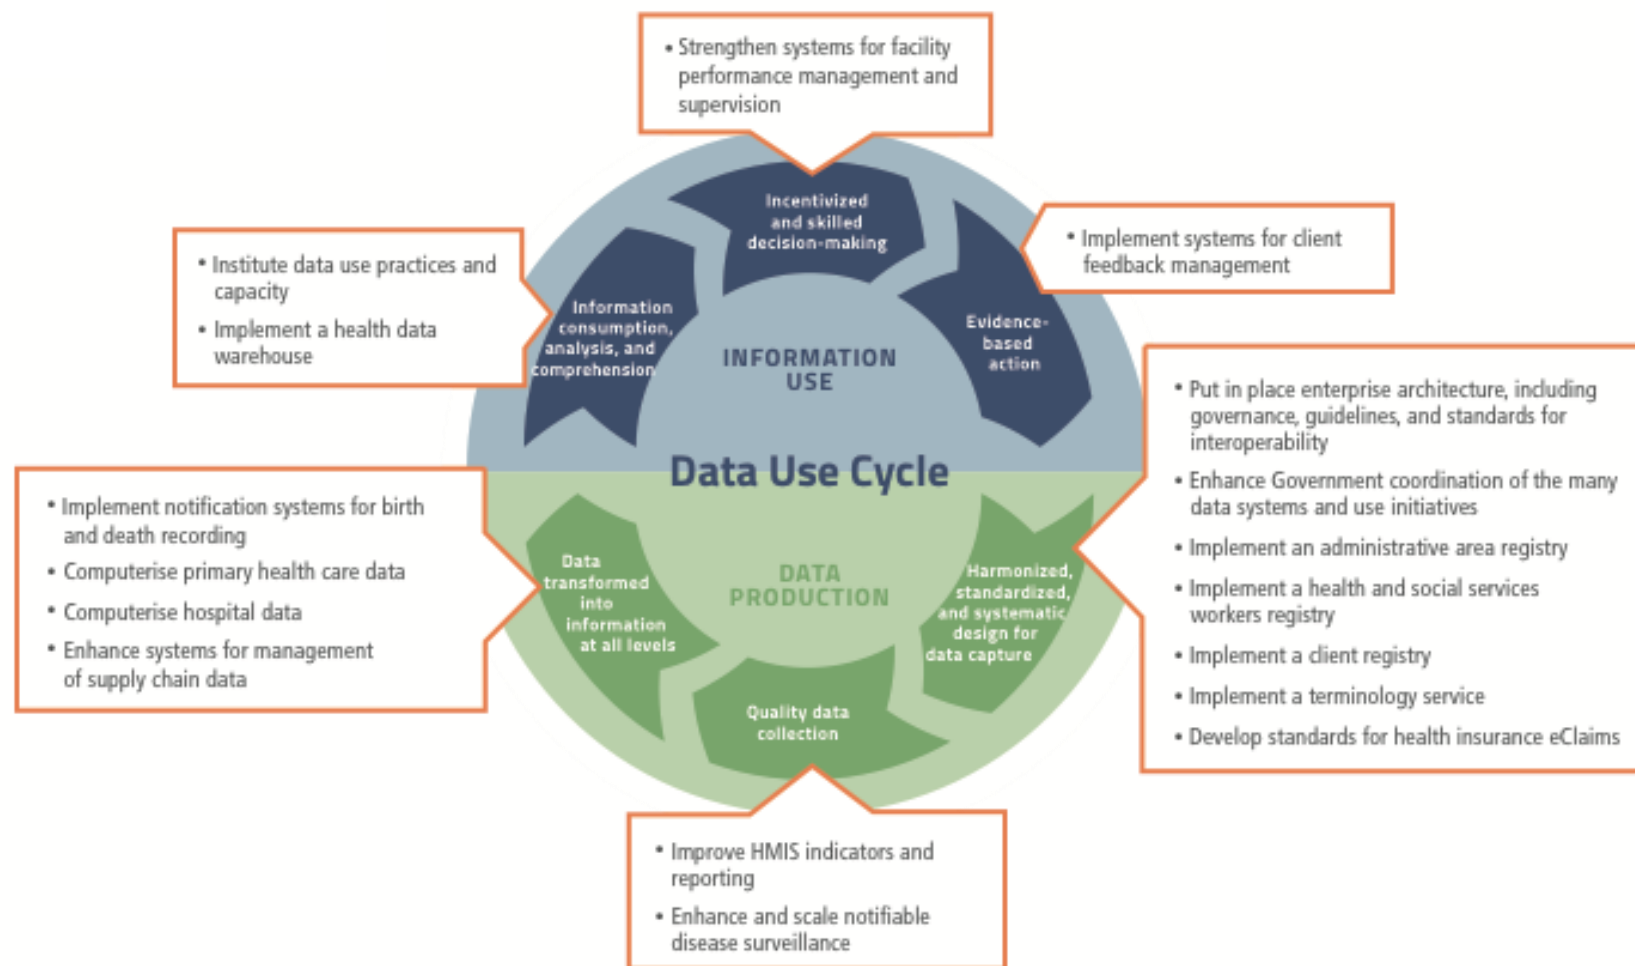 • Strengthen systems for facility
performance management and
supervision
Incentivized
and skilled
decision-making
• Implement systems for client
feedback management
Evidence-
based
action
• Institute data use practices and
capacity
• Implement a health data
warehouse
Information
consumption,
analysis, and
comprehension
INFORMATION
USE
Data Use Cycle
• Put in place enterprise architecture, including
governance, guidelines, and standards for
interoperability
• Enhance Government coordination of the many
data systems and use initiatives
• Implement an administrative area registry
• Implement a health and social services
workers registry
• Implement a client registry
• Implement a terminology service
• Develop standards for health insurance eClaims
• Implement notification systems for birth
and death recording
• Computerise primary health care data
• Computerise hospital data
• Enhance systems for management
of supply chain data
Data
transformed
into
information
at all levels
DATA
PRODUCTION
Harmonized,
standardized,
and systematic
design for
data capture
Quality data
collection
• Improve HMIS indicators and
reporting
• Enhance and scale notifiable
disease surveillance